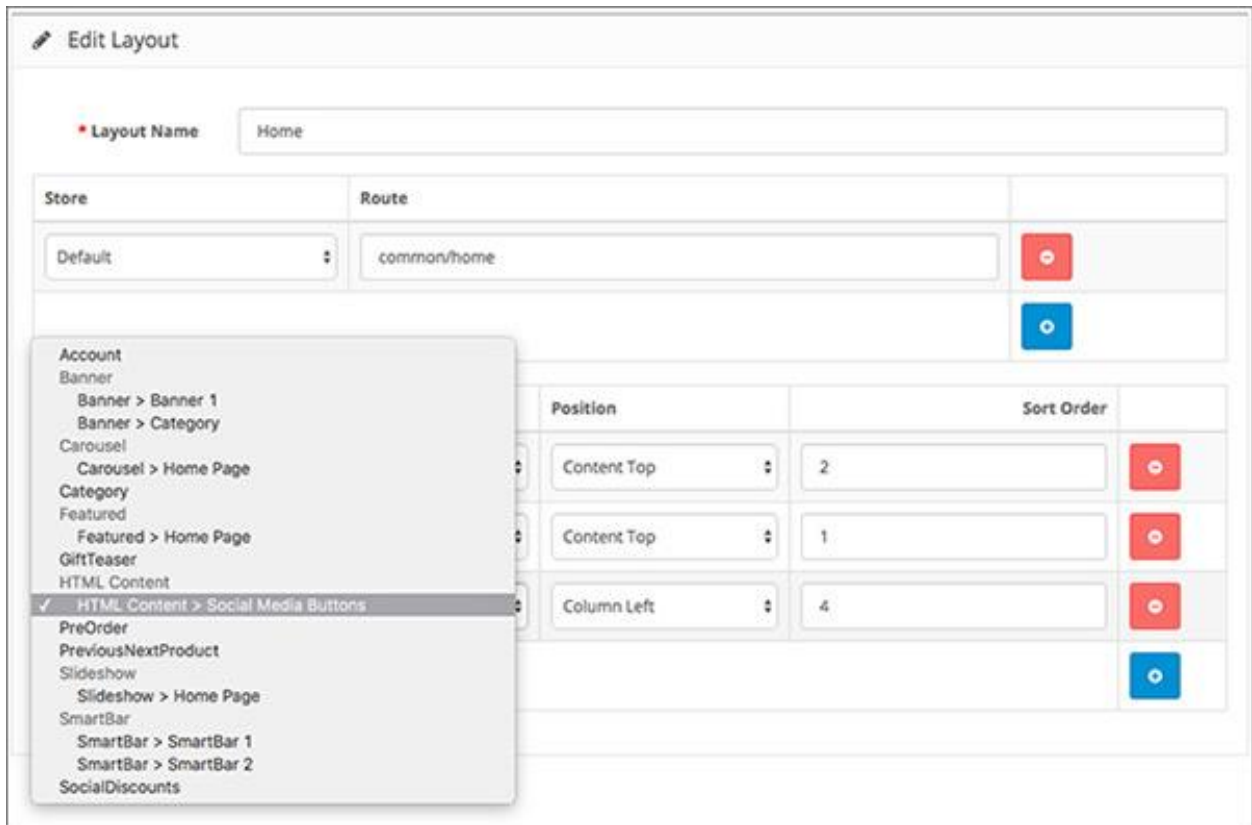 Edit Layout
* Layout Name Home
Store Route
Default common/home
Account
Banner
Banner > Banner 1
Banner > Category
Carousel
Carousel > Home Page
Category
Featured
Featured > Home Page
GiftTeaser
HTML Content
✓ HTML Content > Social Media Buttons
PreOrder
PreviousNextProduct
Slideshow
Slideshow > Home Page
SmartBar
SmartBar > SmartBar 1
SmartBar > SmartBar 2
SocialDiscounts
Position Sort Order
Content Top 2
Content Top 1
Column Left 4